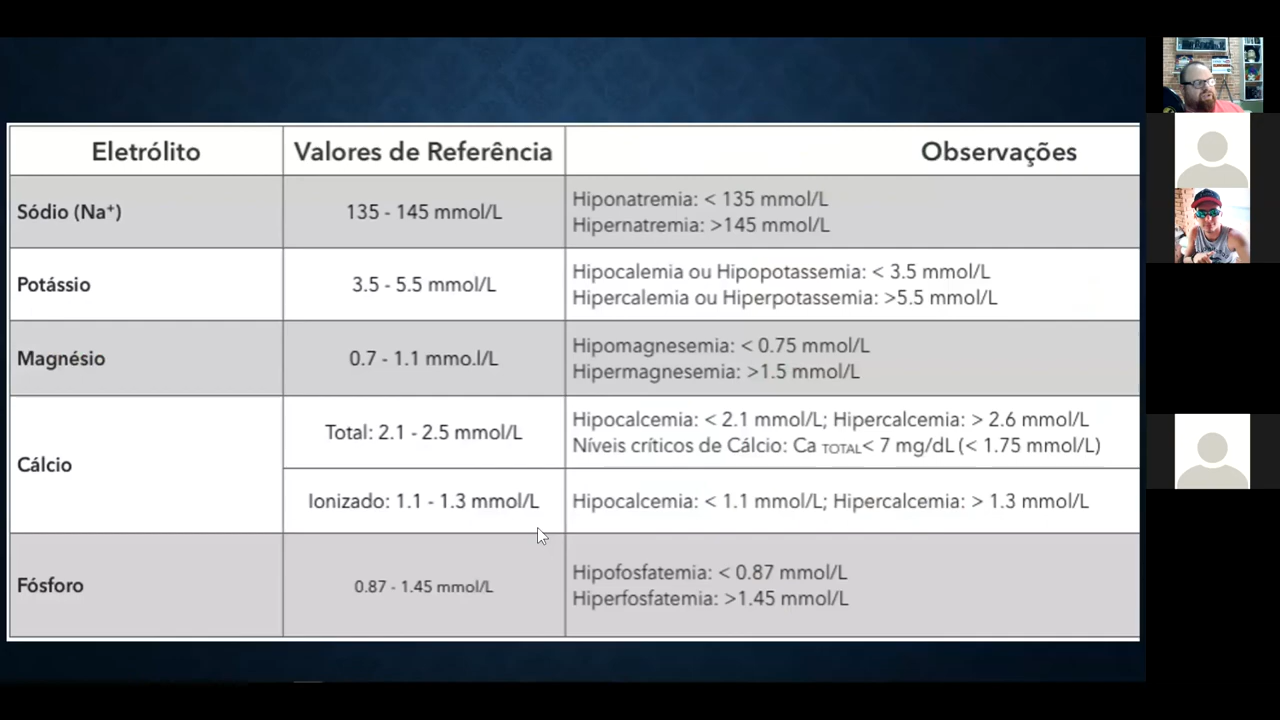 Eletrólito
Valores de Referência
Observações
Sódio (Na⁺)
135 - 145 mmol/L
Hiponatremia: < 135 mmol/L
Hipernatremia: >145 mmol/L
Potássio
3.5 - 5.5 mmol/L
Hipocalemia ou Hipopotassemia: < 3.5 mmol/L
Hipercalemia ou Hiperpotassemia: >5.5 mmol/L
Magnésio
0.7 - 1.1 mmo.l/L
Hipomagnesemia: < 0.75 mmol/L
Hipermagnesemia: >1.5 mmol/L
Cálcio
Total: 2.1 - 2.5 mmol/L
Hipocalcemia: < 2.1 mmol/L; Hipercalcemia: > 2.6 mmol/L
Níveis críticos de Cálcio: Ca TOTAL< 7 mg/dL (< 1.75 mmol/L)
Ionizado: 1.1 - 1.3 mmol/L
Hipocalcemia: < 1.1 mmol/L; Hipercalcemia: > 1.3 mmol/L
Fósforo
0.87 - 1.45 mmol/L
Hipofosfatemia: < 0.87 mmol/L
Hiperfosfatemia: >1.45 mmol/L